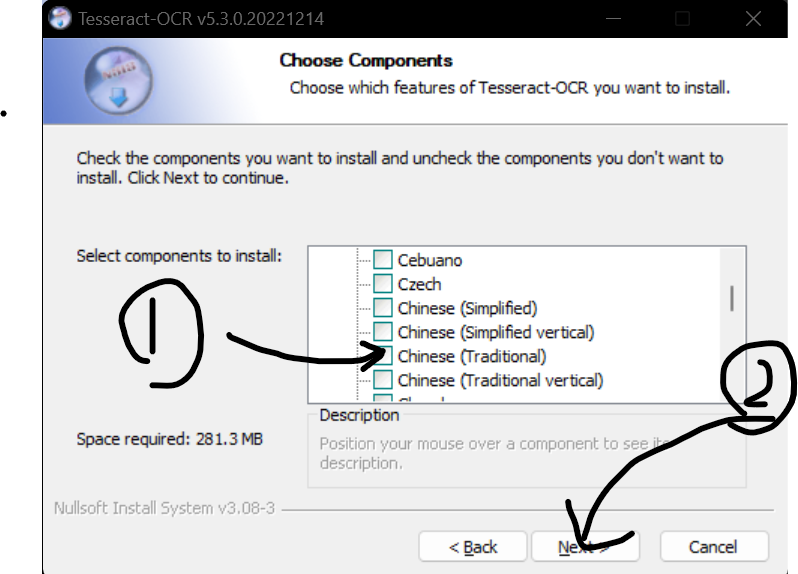 Tesseract-OCR v5.3.0.20221214
Choose Components
Choose which features of Tesseract-OCR you want to install.
Check the components you want to install and uncheck the components you don't want to
install. Click Next to continue.
Select components to install:
Cebuano
Czech
Chinese (Simplified)
Chinese (Simplified vertical)
1
Chinese (Traditional)
Chinese (Traditional vertical)
2
Description
Space required: 281.3 MB
Position your mouse over a component to see its
description.
Nullsoft Install System v3.08-3
< Back
Next >
Cancel